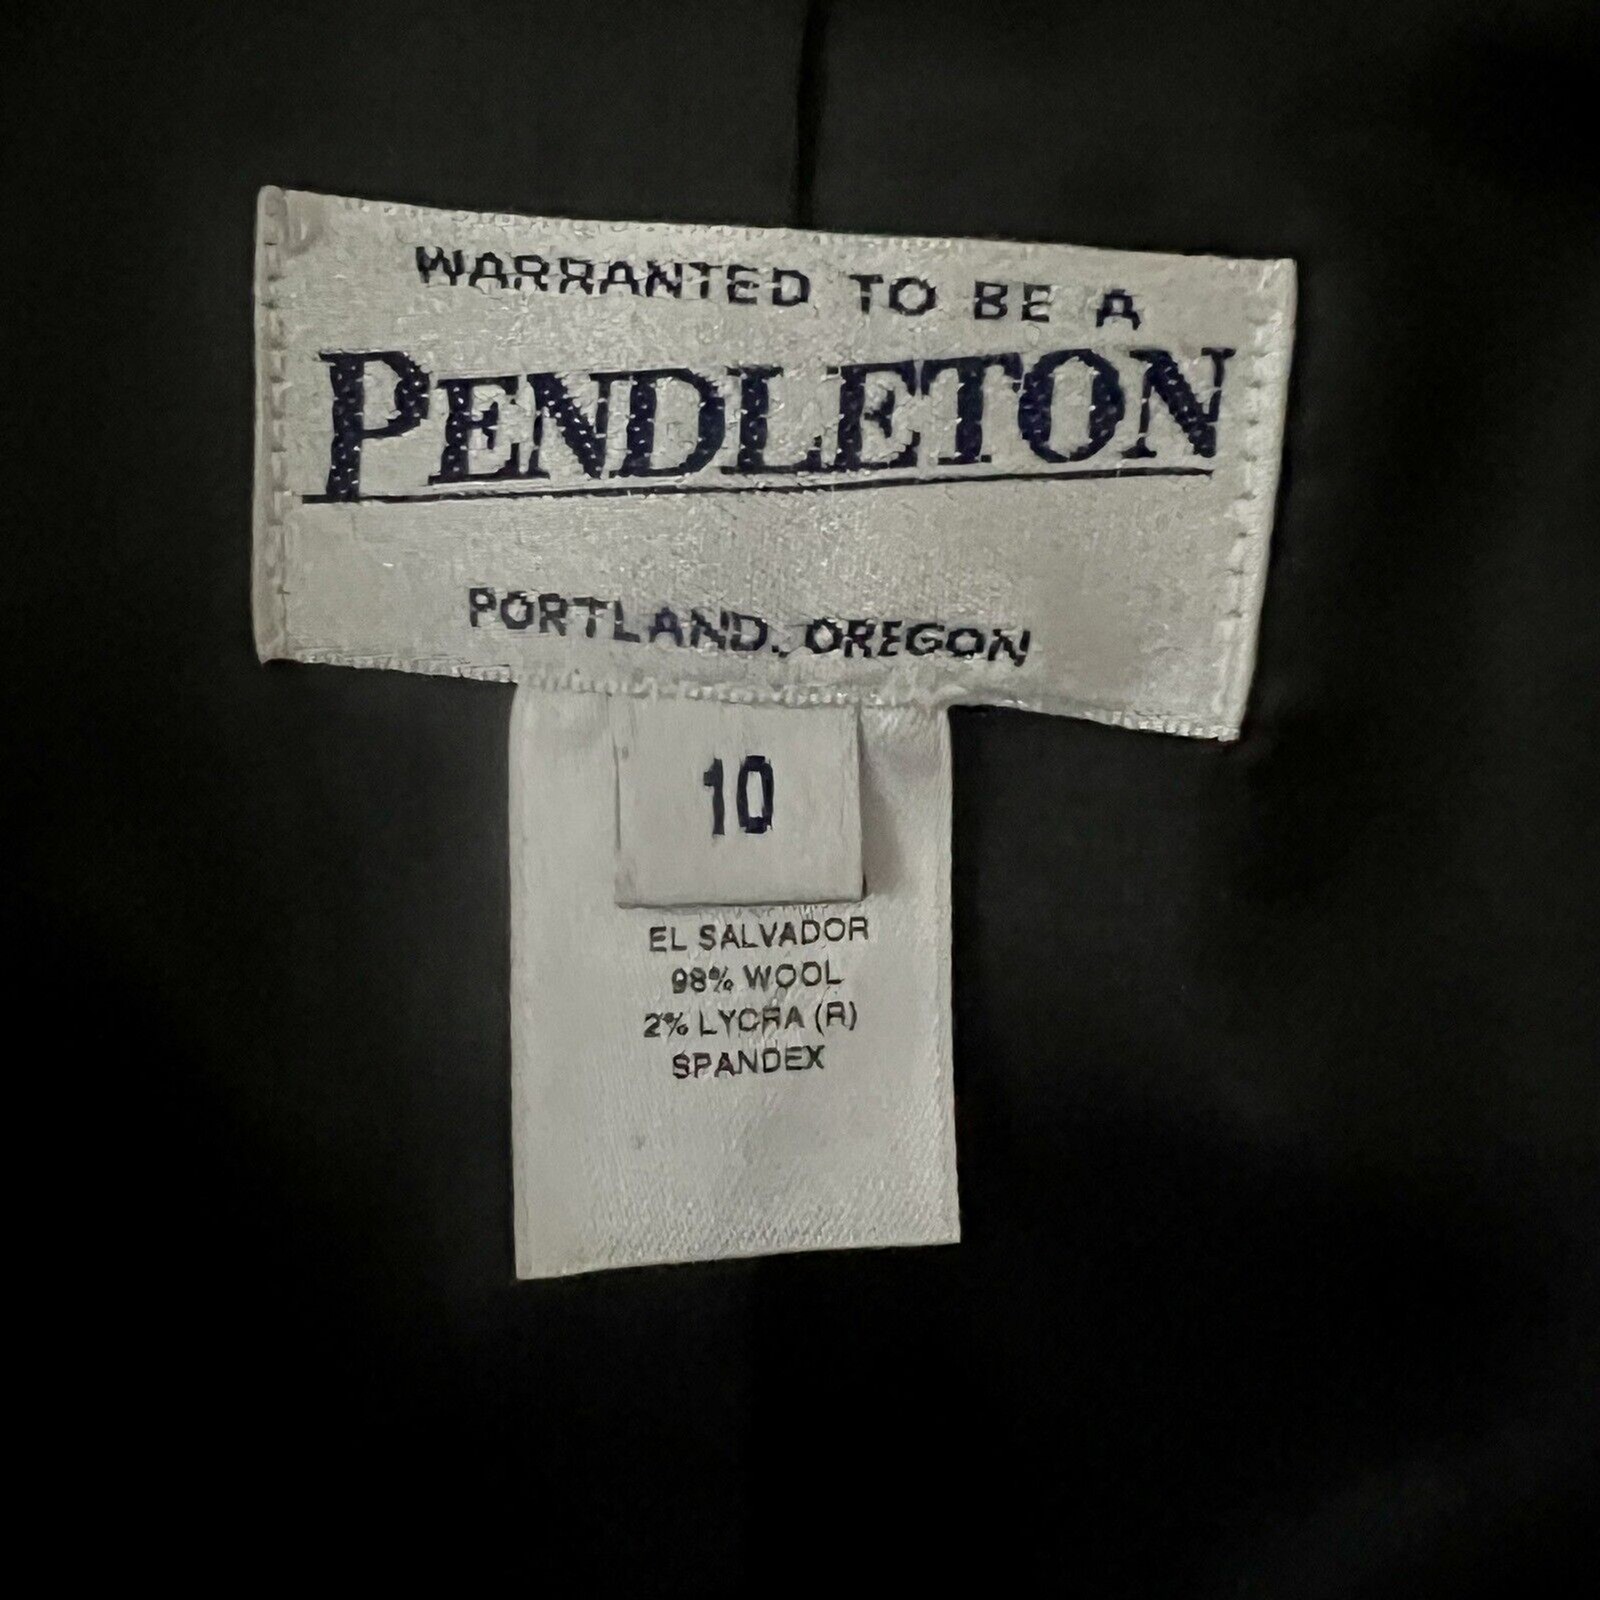 WARRANTED TO BE A
PENDLETON
PORTLAND, OREGON
10
EL SALVADOR
98% WOOL
2% LYCRA (R)
SPANDEX